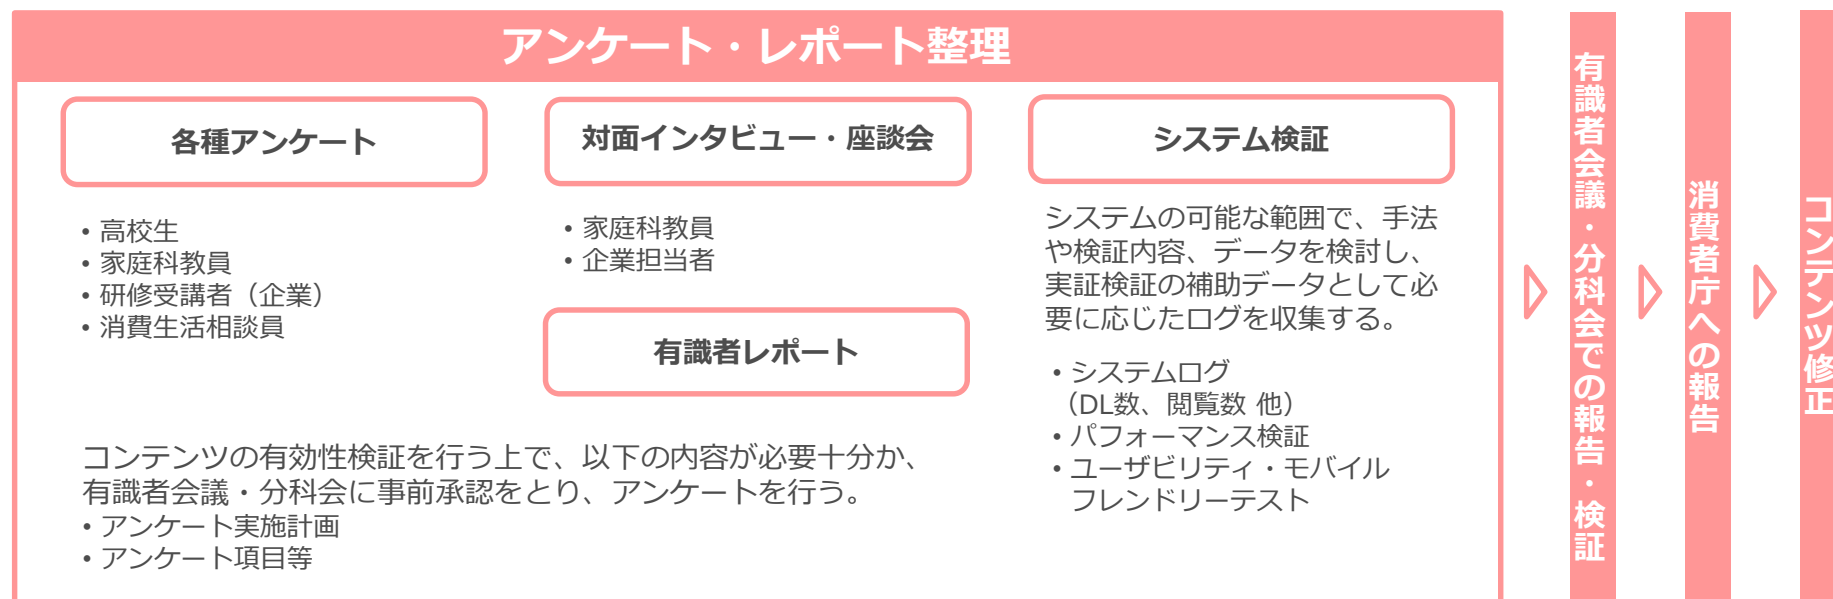 アンケート・レポート整理
各種アンケート
• 高校生
• 家庭科教員
• 研修受講者（企業）
• 消費生活相談員
対面インタビュー・座談会
• 家庭科教員
• 企業担当者
有識者レポート
コンテンツの有効性検証を行う上で、以下の内容が必要十分か、
有識者会議・分科会に事前承認をとり、アンケートを行う。
• アンケート実施計画
• アンケート項目等
システム検証
システムの可能な範囲で、手法
や検証内容、データを検討し、
実証検証の補助データとして必
要に応じたログを収集する。
• システムログ
（DL数、閲覧数 他）
• パフォーマンス検証
• ユーザビリティ・モバイル
フレンドリーテスト
有識者会議・分科会での報告・検証
消費者庁への報告
コンテンツ修正